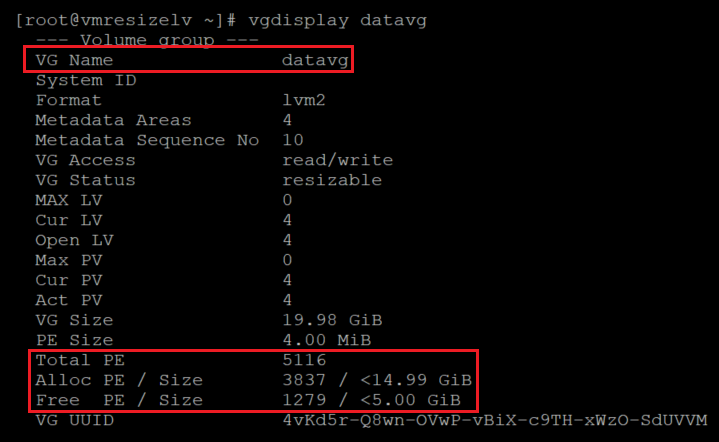 [root@vmresizelv ~]# vgdisplay datavg
--- Volume group ---
VG Name datavg
System ID
Format lvm2
Metadata Areas 4
Metadata Sequence No 10
VG Access read/write
VG Status resizable
MAX LV 0
Cur LV 4
Open LV 4
Max PV 0
Cur PV 4
Act PV 4
VG Size 19.98 GiB
PE Size 4.00 MiB
Total PE 5116
Alloc PE / Size 3837 / <14.99 GiB
Free PE / Size 1279 / <5.00 GiB
VG UUID 4vKd5r-Q8wn-OVwP-vBiX-c9TH-xWzO-SdUVVM